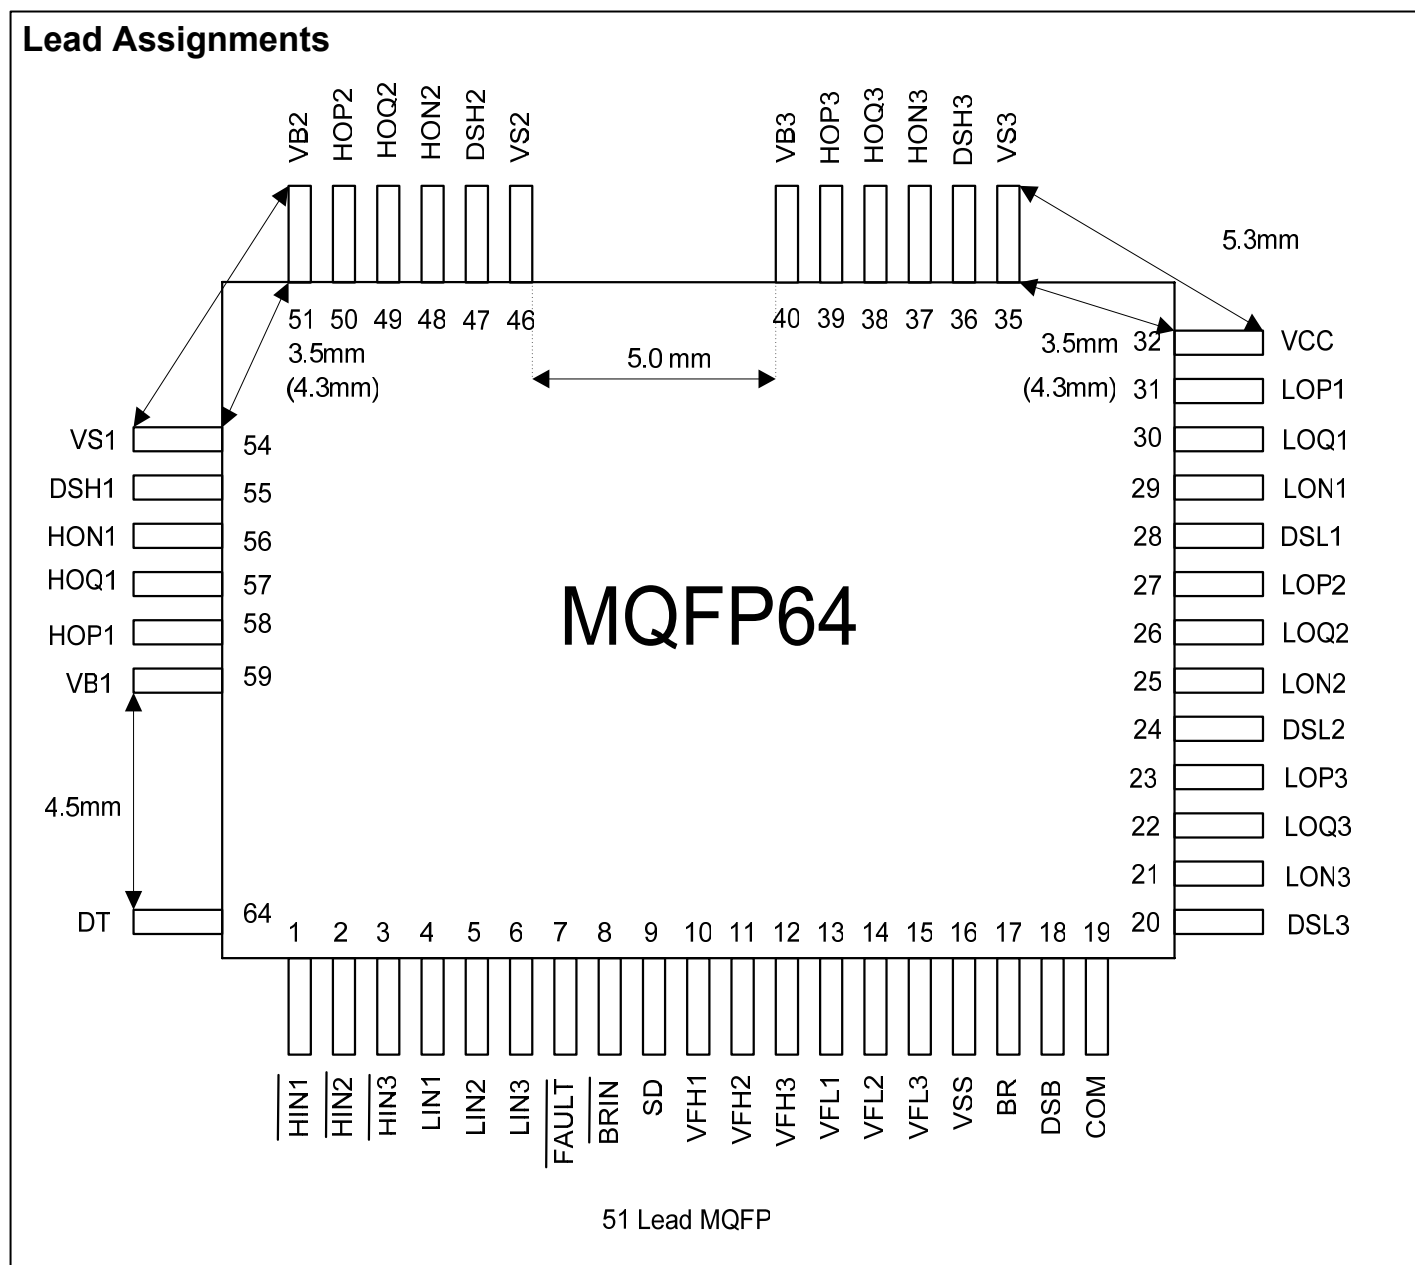 Lead Assignments
VB2
HOP2
HOQ2
HON2
DSH2
VS2
VB3
HOP3
HOQ3
HON3
DSH3
VS3
5.3mm
51 50 49 48 47 46
40 39 38 37 36 35
3.5mm
(4.3mm)
5.0 mm
3.5mm
(4.3mm)
32 VCC
31 LOP1
30 LOQ1
29 LON1
28 DSL1
27 LOP2
26 LOQ2
25 LON2
24 DSL2
23 LOP3
22 LOQ3
21 LON3
20 DSL3
VS1 54
DSH1 55
HON1 56
HOQ1 57
HOP1 58
VB1 59
4.5mm
DT 64
MQFP64
1 2 3 4 5 6 7 8 9 10 11 12 13 14 15 16 17 18 19
HIN1
HIN2
HIN3
LIN1
LIN2
LIN3
FAULT
BRIN
SD
VFH1
VFH2
VFH3
VFL1
VFL2
VFL3
VSS
BR
DSB
COM
51 Lead MQFP